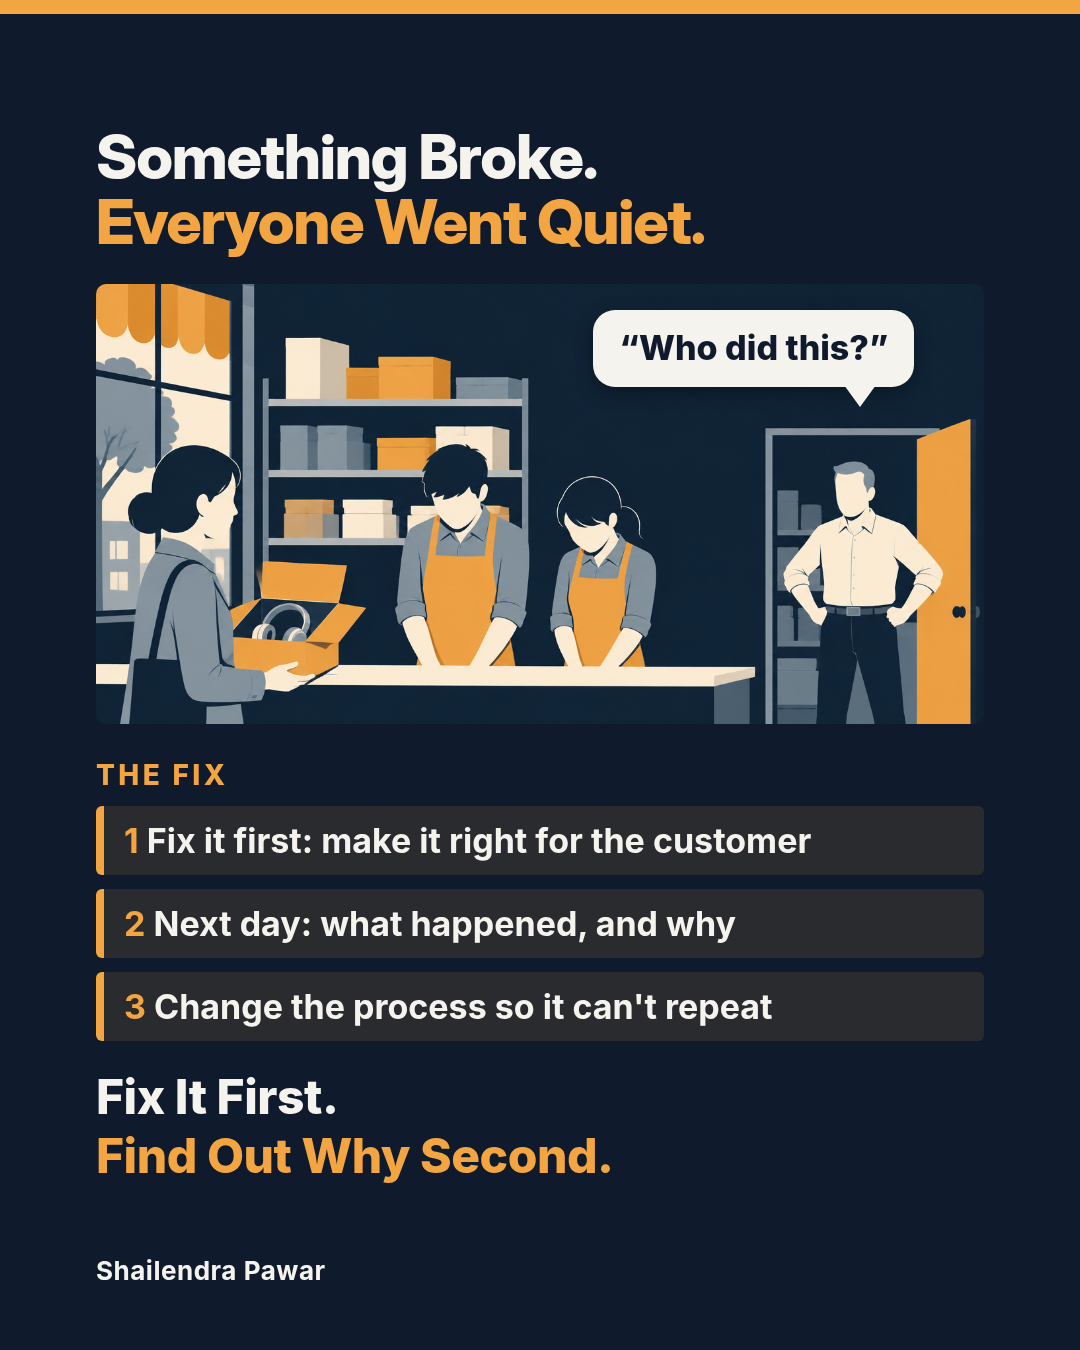 Something Broke.
Everyone Went Quiet.
“Who did this?”
THE FIX
1 Fix it first: make it right for the customer
2 Next day: what happened, and why
3 Change the process so it can't repeat
Fix It First.
Find Out Why Second.
Shailendra Pawar